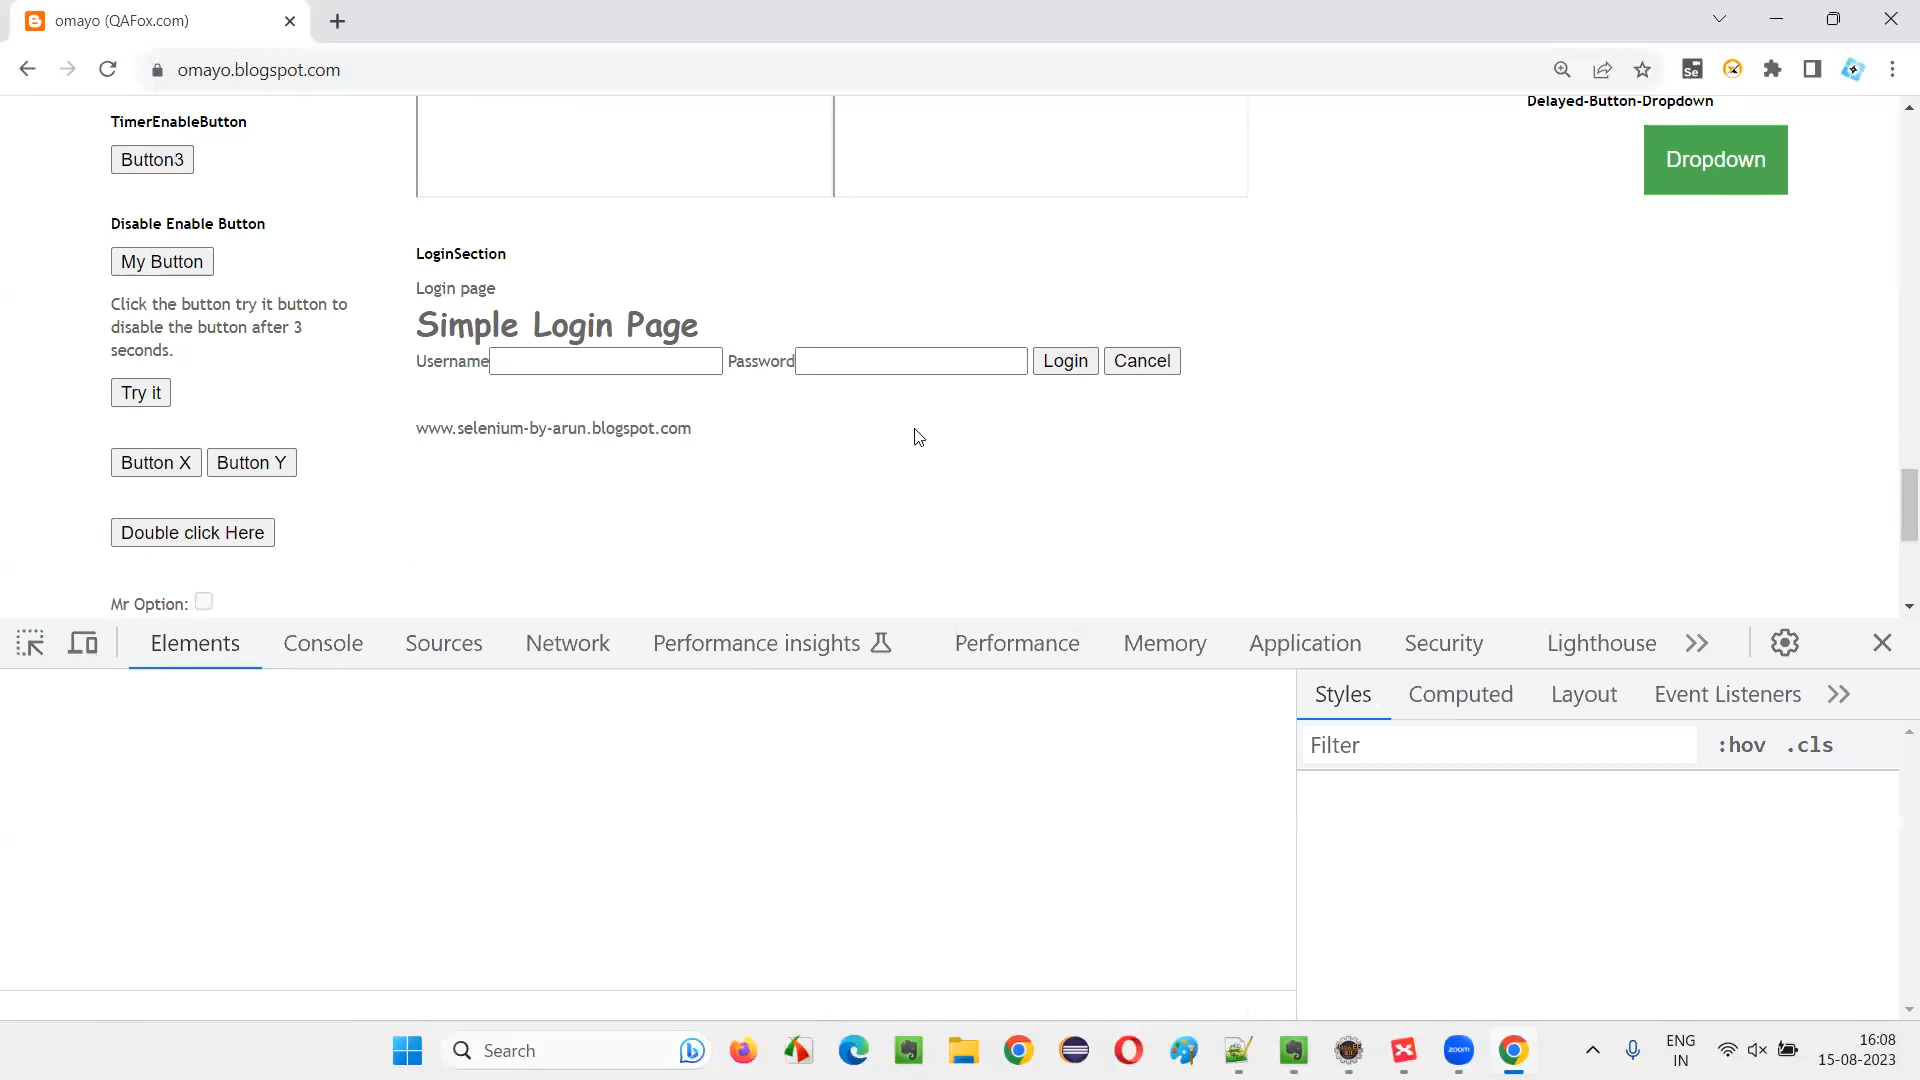 omayo (QAFox.com)
omayo.blogspot.com
TimerEnableButton
Button3
Disable Enable Button
My Button
Click the button try it button to
disable the button after 3
seconds.
Try it
Button X Button Y
Double click Here
Mr Option:
LoginSection
Login page
Simple Login Page
Username Password Login Cancel
www.selenium-by-arun.blogspot.com
Delayed-Button-Dropdown
Dropdown
Elements Console Sources Network Performance insights Performance Memory Application Security Lighthouse
Styles Computed Layout Event Listeners
Filter :hov .cls
Search
zoom
ENG
IN
16:08
15-08-2023